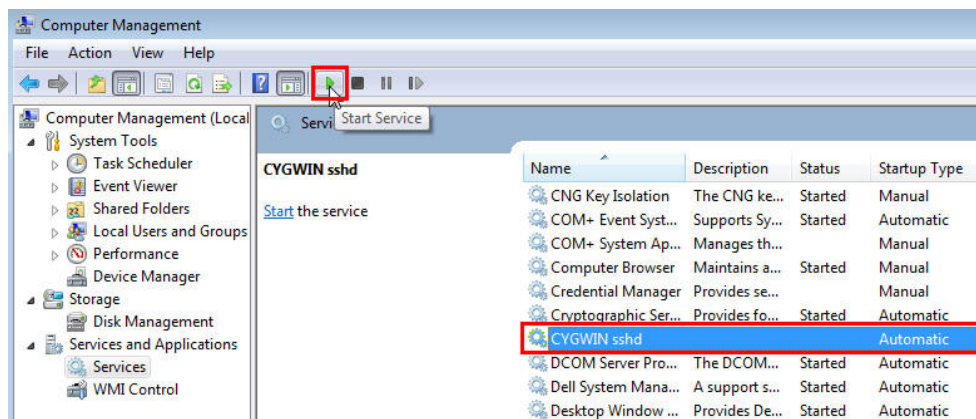 Computer Management
File Action View Help
Start Service
Computer Management (Local
System Tools
Task Scheduler
Event Viewer
Shared Folders
Local Users and Groups
Performance
Device Manager
Storage
Disk Management
Services and Applications
Services
WMI Control
Servi
CYGWIN sshd
Start the service
Name Description Status Startup Type
CNG Key Isolation The CNG ke... Started Manual
COM+ Event Syst... Supports Sy... Started Automatic
COM+ System Ap... Manages th... Manual
Computer Browser Maintains a... Started Manual
Credential Manager Provides se... Manual
Cryptographic Ser... Provides fo... Started Automatic
CYGWIN sshd Automatic
DCOM Server Pro... The DCOM... Started Automatic
Dell System Mana... A support s... Started Automatic
Desktop Window ... Provides De... Started Automatic